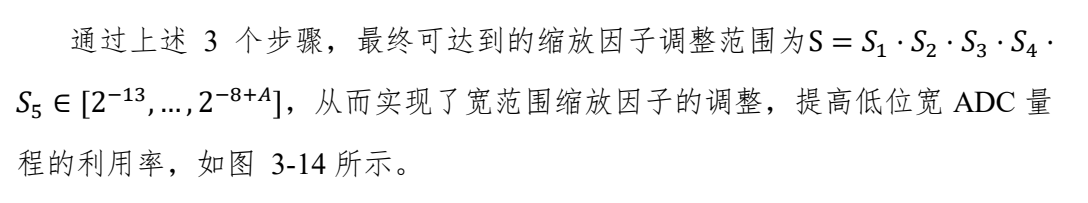 通过上述 3 个步骤，最终可达到的缩放因子调整范围为S = S₁ · S₂ · S₃ · S₄ ·
S₅ ∈ [2⁻¹³, … , 2⁻⁸⁺ᴬ]，从而实现了宽范围缩放因子的调整，提高低位宽 ADC 量
程的利用率，如图 3-14 所示。